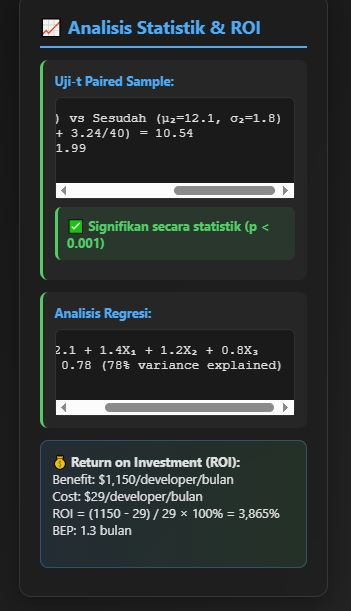 📈 Analisis Statistik & ROI
Uji-t Paired Sample:
) vs Sesudah (μ₂=12.1, σ₂=1.8)
+ 3.24/40) = 10.54
1.99
✅ Signifikan secara statistik (p <
0.001)
Analisis Regresi:
2.1 + 1.4X₁ + 1.2X₂ + 0.8X₃
0.78 (78% variance explained)
💰 Return on Investment (ROI):
Benefit: $1,150/developer/bulan
Cost: $29/developer/bulan
ROI = (1150 - 29) / 29 × 100% = 3,865%
BEP: 1.3 bulan